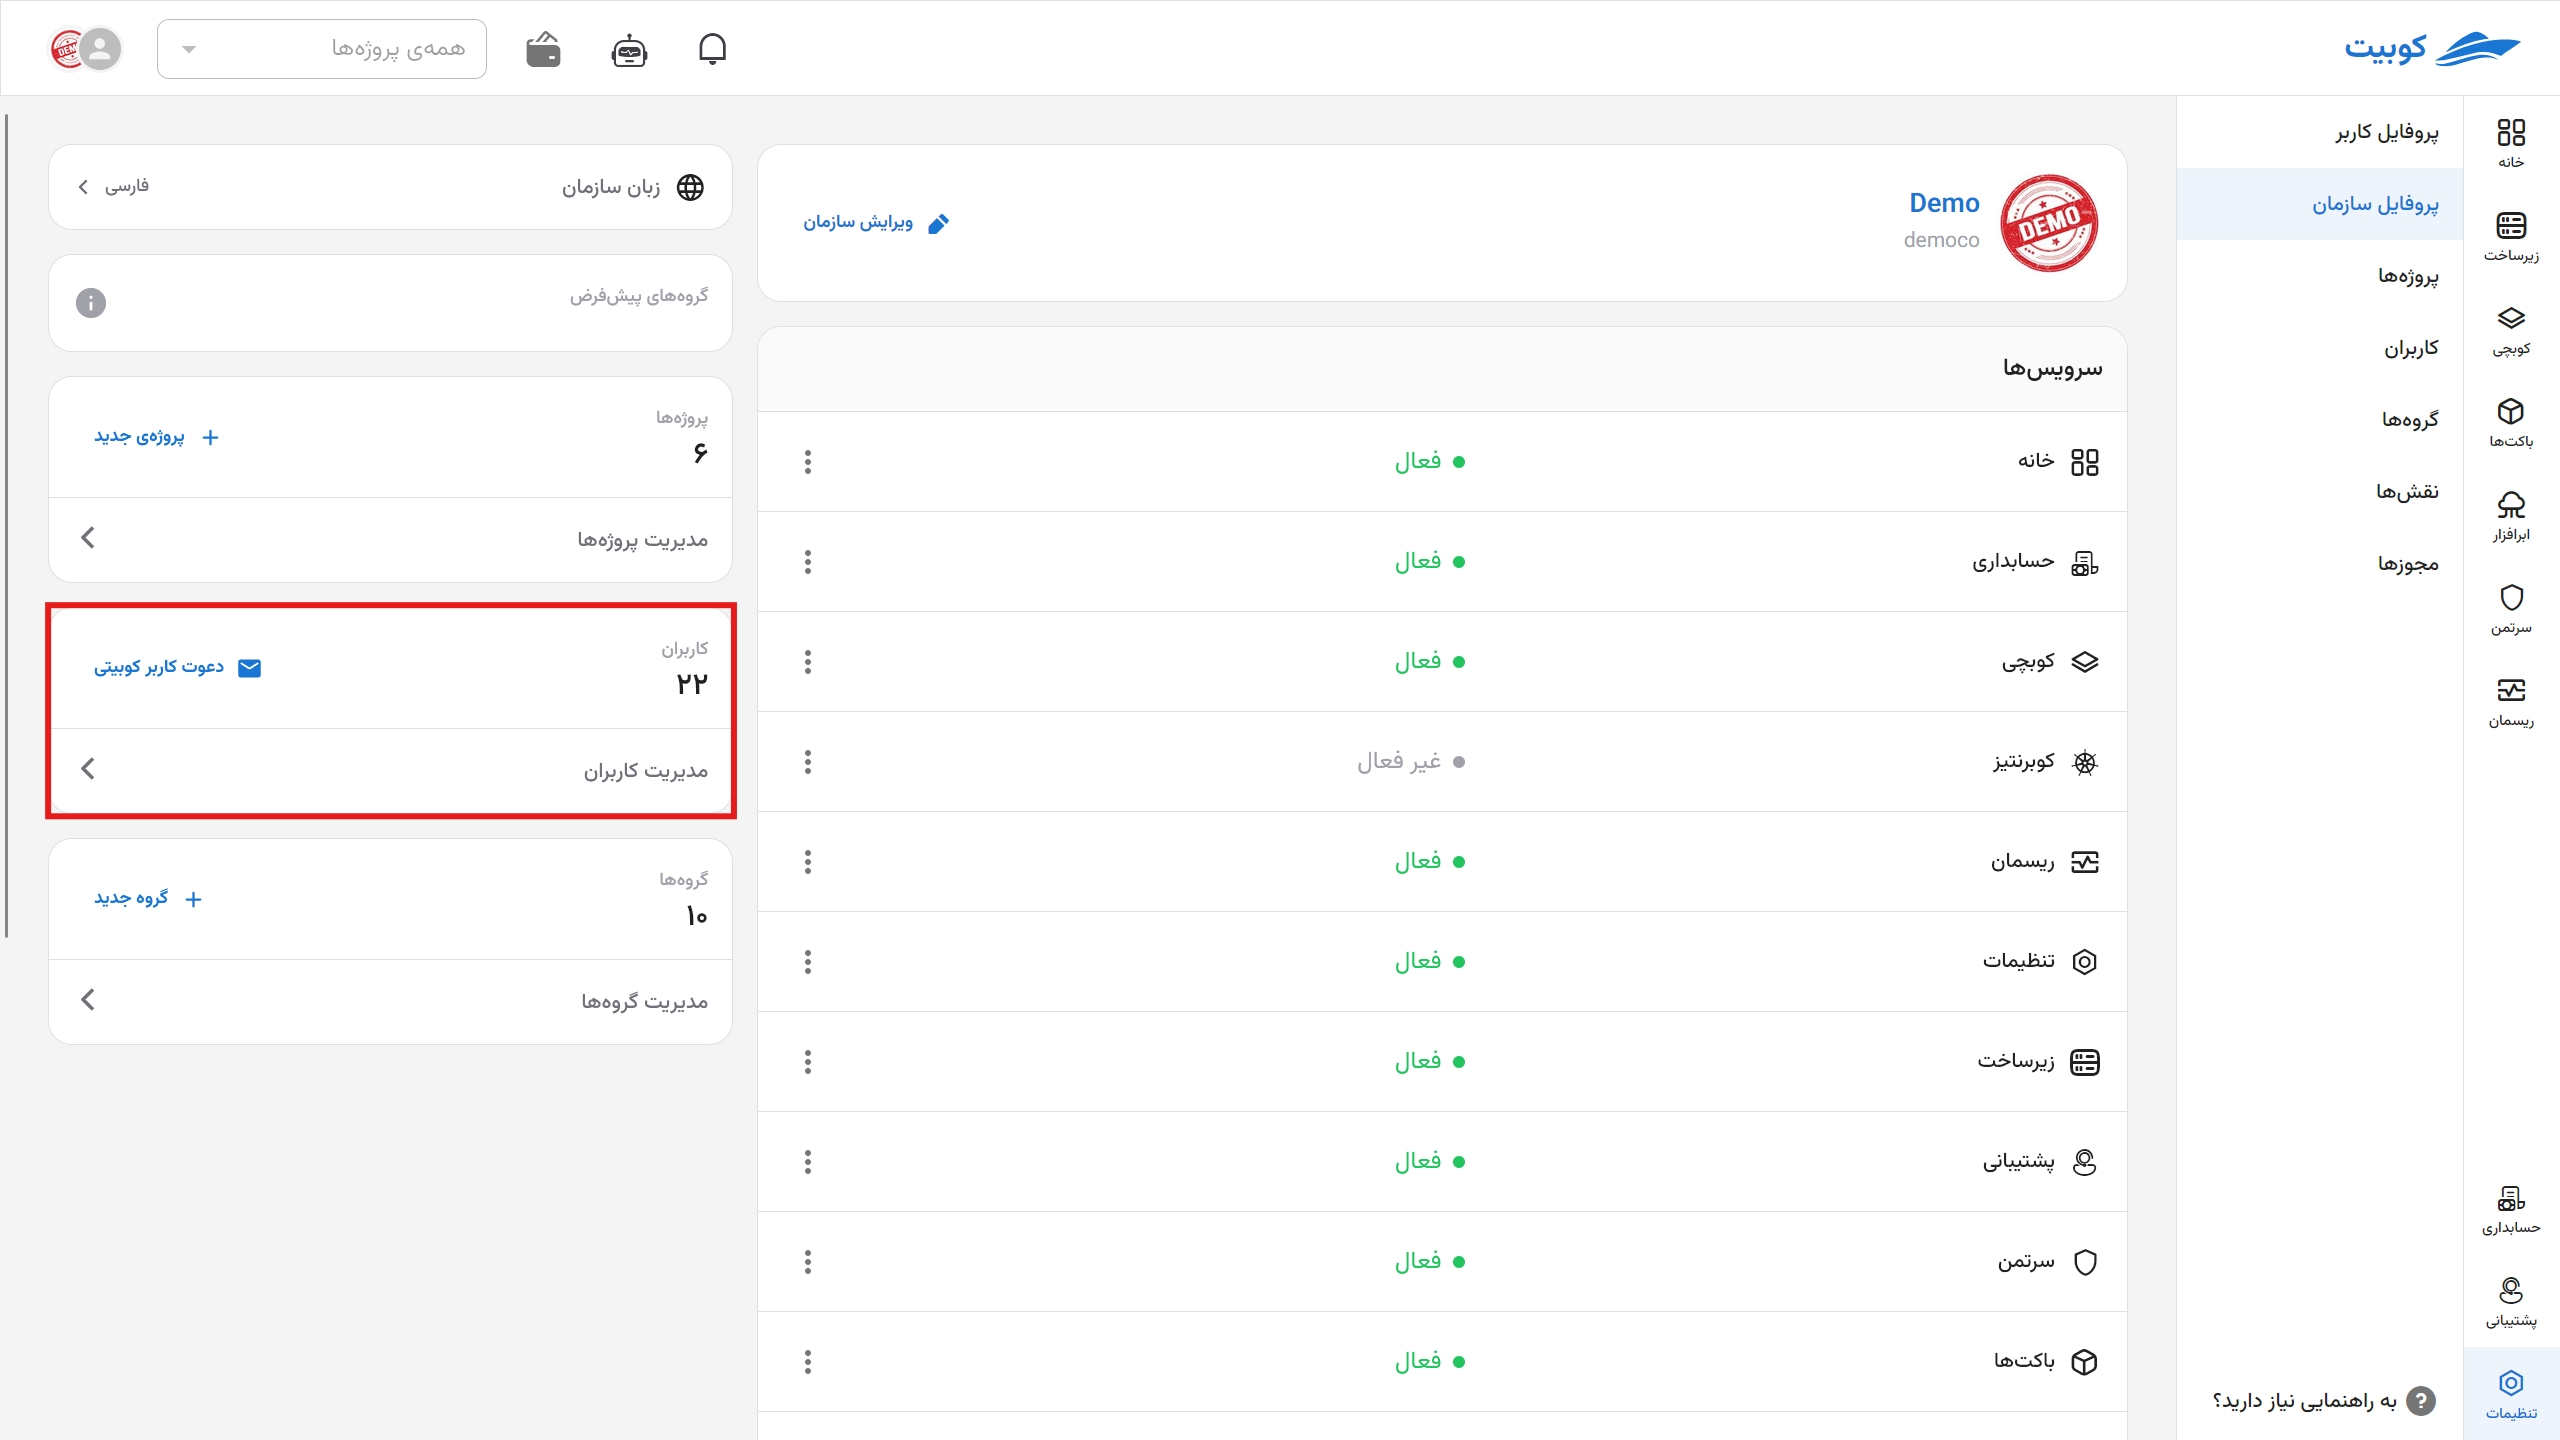 کوبیت
همه‌ی پروژه‌ها
DEMO
خانه
زیرساخت
کوبچی
باکت‌ها
ابرافزار
سرتمن
ریسمان
حسابداری
پشتیبانی
تنظیمات
پروفایل کاربر
پروفایل سازمان
پروژه‌ها
کاربران
گروه‌ها
نقش‌ها
مجوزها
به راهنمایی نیاز دارید؟
DEMO
Demo
democo
ویرایش سازمان
سرویس‌ها
خانه فعال
حسابداری فعال
کوبچی فعال
کوبرنتیز غیر فعال
ریسمان فعال
تنظیمات فعال
زیرساخت فعال
پشتیبانی فعال
سرتمن فعال
باکت‌ها فعال
زبان سازمان فارسی
گروه‌های پیش‌فرض
پروژه‌ها
۶
پروژه‌ی جدید
مدیریت پروژه‌ها
کاربران
۲۲
دعوت کاربر کوبیتی
مدیریت کاربران
گروه‌ها
۱۰
گروه جدید
مدیریت گروه‌ها